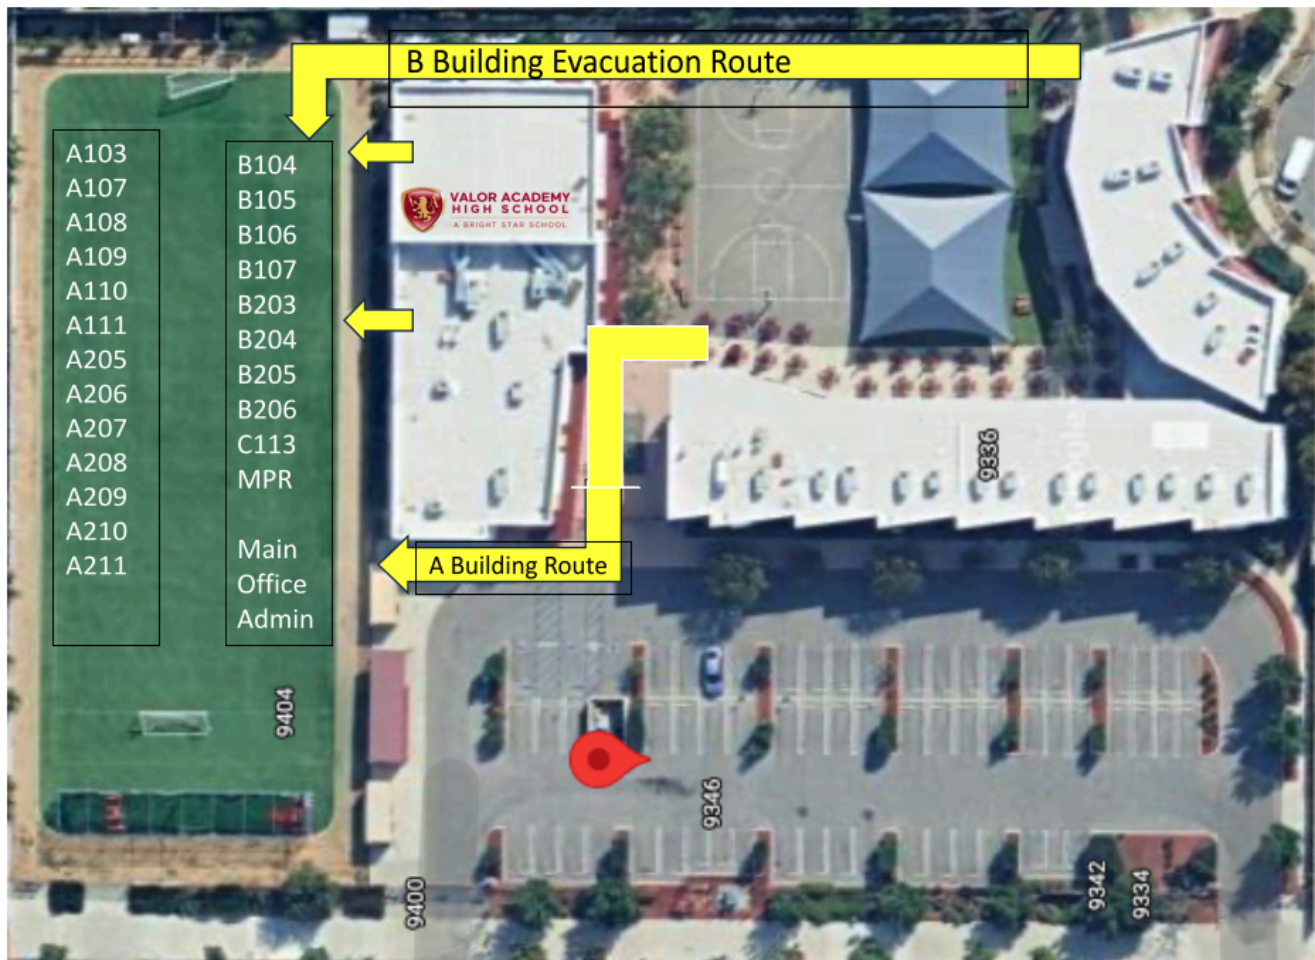 B Building Evacuation Route
A103
A107
A108
A109
A110
A111
A205
A206
A207
A208
A209
A210
A211
B104
B105
B106
B107
B203
B204
B205
B206
C113
MPR
Main
Office
Admin
VALOR ACADEMY
HIGH SCHOOL
A BRIGHT STAR SCHOOL
A Building Route
9336
9404
9346
9400
9342
9334